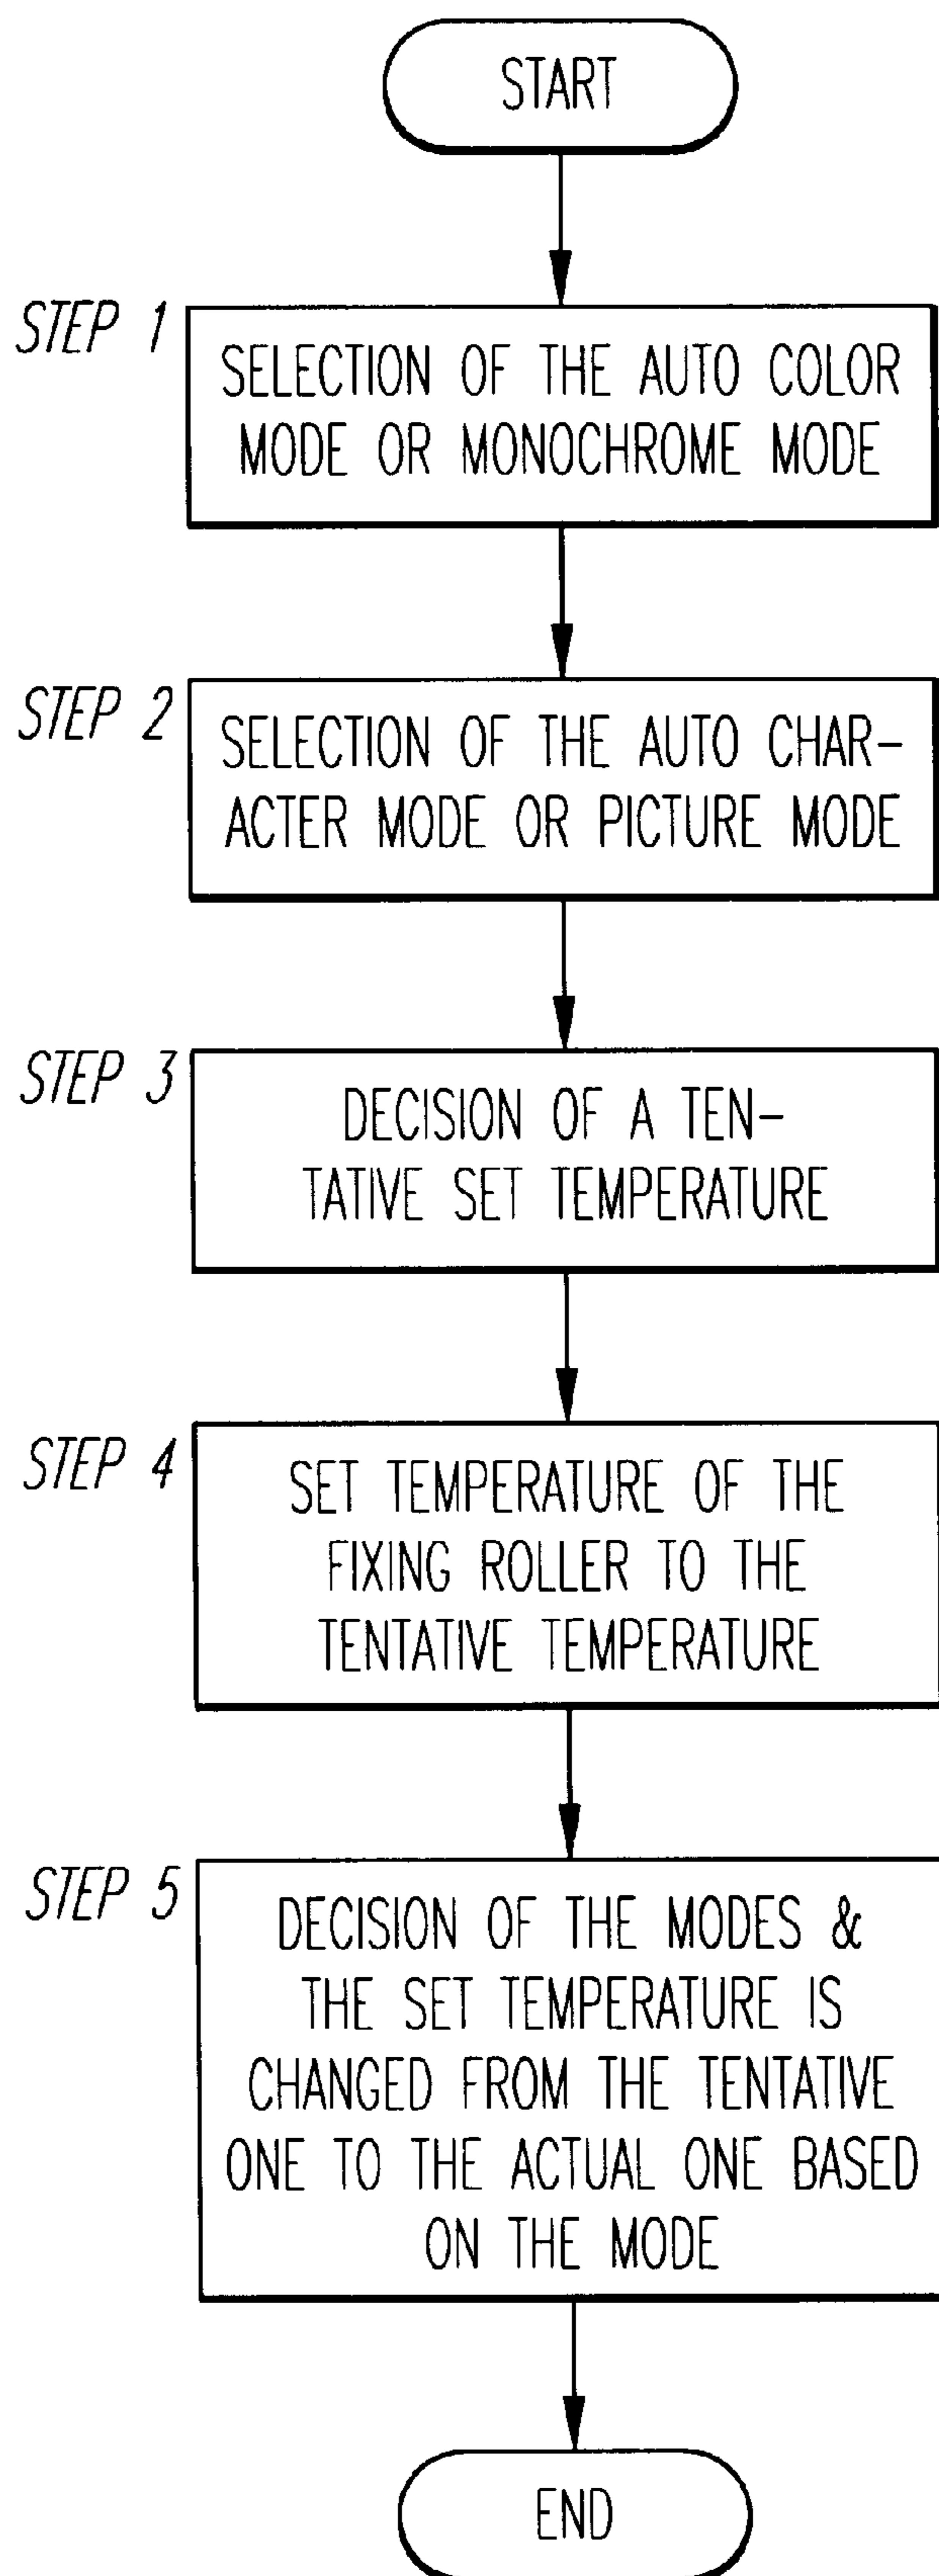 START
STEP 1
SELECTION OF THE AUTO COLOR
MODE OR MONOCHROME MODE
STEP 2
SELECTION OF THE AUTO CHAR-
ACTER MODE OR PICTURE MODE
STEP 3
DECISION OF A TEN-
TATIVE SET TEMPERATURE
STEP 4
SET TEMPERATURE OF THE
FIXING ROLLER TO THE
TENTATIVE TEMPERATURE
STEP 5
DECISION OF THE MODES &
THE SET TEMPERATURE IS
CHANGED FROM THE TENTATIVE
ONE TO THE ACTUAL ONE BASED
ON THE MODE
END